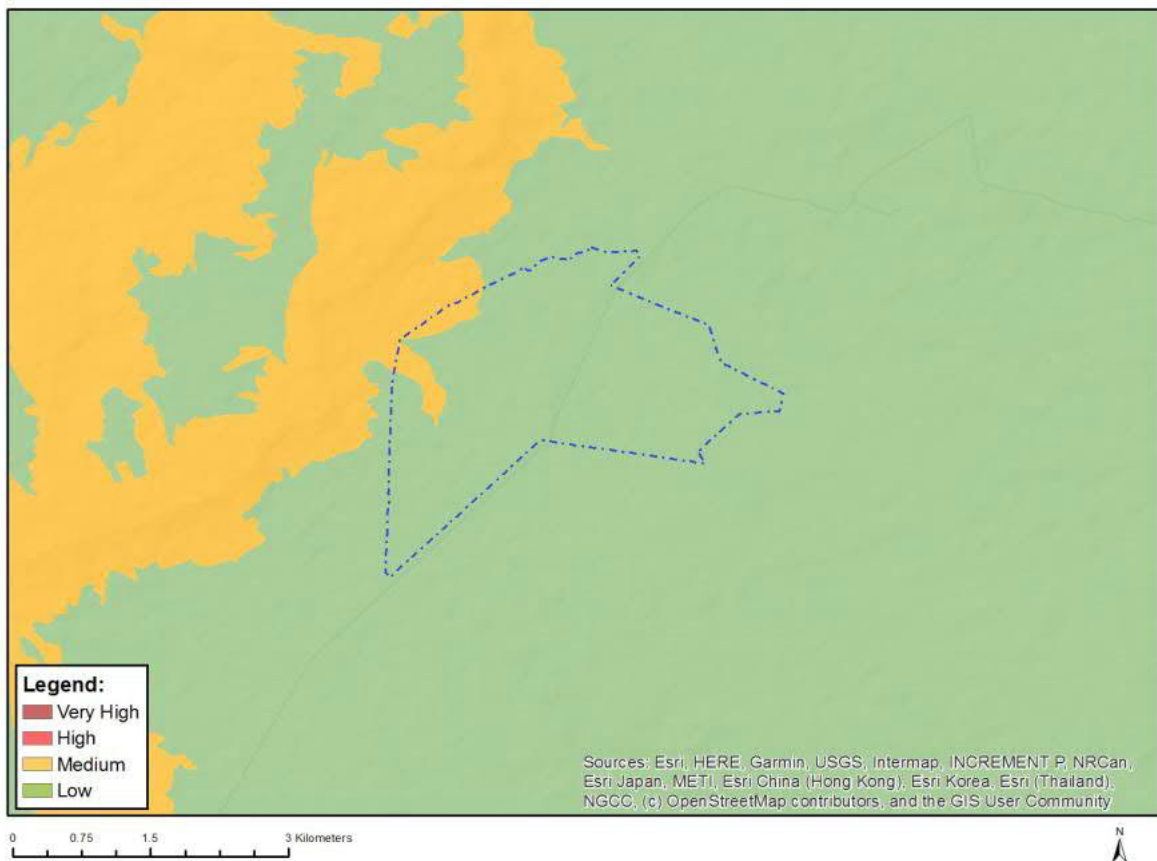 Legend:
Very High
High
Medium
Low
Sources: Esri, HERE, Garmin, USGS, Intermap, INCREMENT P, NRCan,
Esri Japan, METI, Esri China (Hong Kong), Esri Korea, Esri (Thailand),
NGCC, (c) OpenStreetMap contributors, and the GIS User Community
0 0.75 1.5 3 Kilometers
N